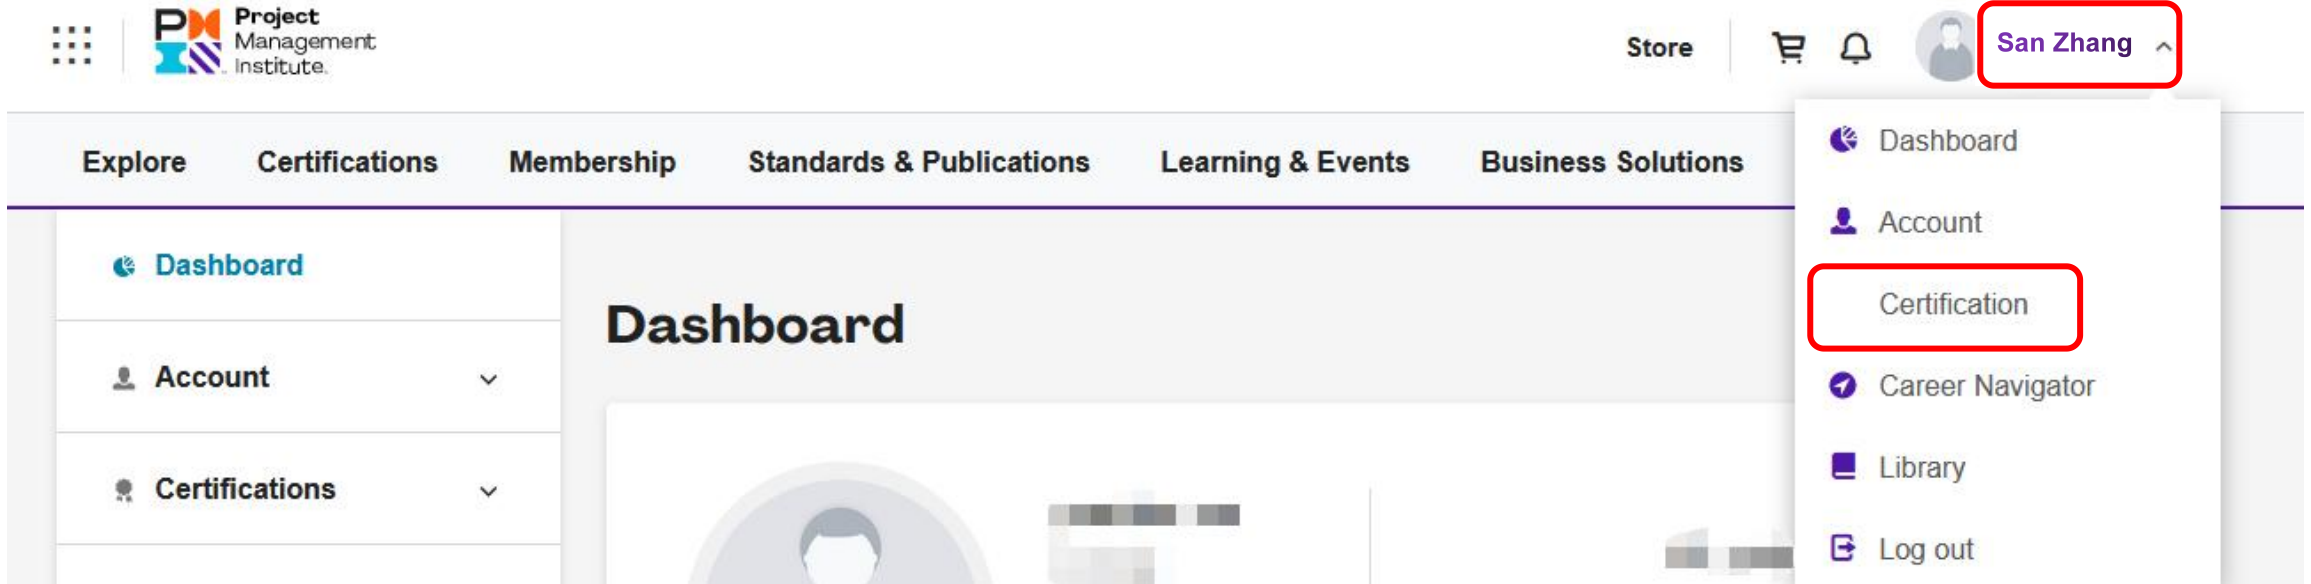 Project
Management
Institute.
Store
San Zhang
Explore Certifications Membership Standards & Publications Learning & Events Business Solutions
Dashboard
Account
Certification
Career Navigator
Library
Log out
Dashboard
Account
Certifications
Dashboard